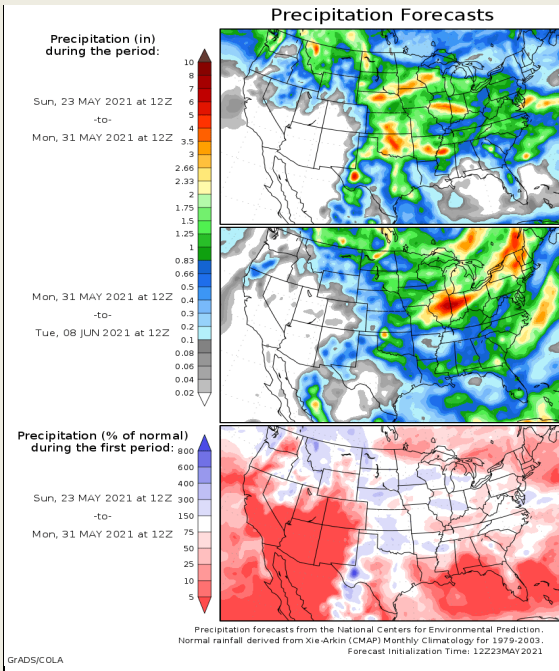 Precipitation Forecasts
Precipitation (in)
during the period:
Sun, 23 MAY 2021 at 12Z
-to-
Mon, 31 MAY 2021 at 12Z
10
8
7
6
5
4
3.5
3
2.66
2.33
2
1.75
1.5
1.25
1
0.83
0.66
0.5
0.4
0.3
0.2
0.1
0.08
0.06
0.04
0.02
Mon, 31 MAY 2021 at 12Z
-to-
Tue, 08 JUN 2021 at 12Z
Precipitation (% of normal)
during the first period:
Sun, 23 MAY 2021 at 12Z
-to-
Mon, 31 MAY 2021 at 12Z
800
600
400
300
150
75
50
25
10
5
Precipitation forecasts from the National Centers for Environmental Prediction.
Normal rainfall derived from Xie-Arkin (CMAP) Monthly Climatology for 1979-2003.
Forecast Initialization Time: 12Z23MAY2021
GrADS/COLA